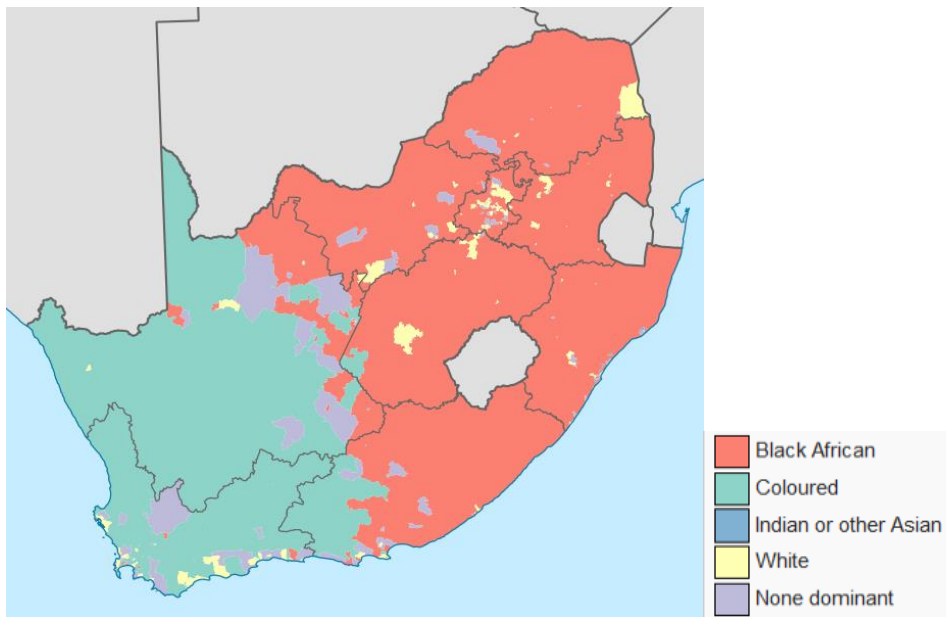 Black African
Coloured
Indian or other Asian
White
None dominant